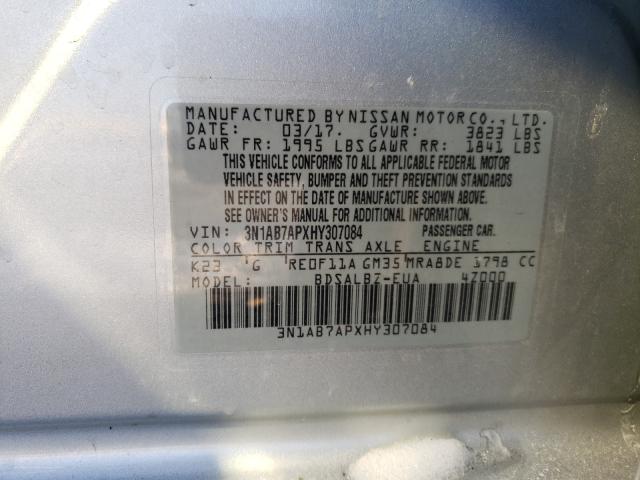 MANUFACTURED BY NISSAN MOTOR CO., LTD.
DATE: 03/17. GVWR: 3823 LBS
GAWR FR: 1995 LBS GAWR RR: 1841 LBS
THIS VEHICLE CONFORMS TO ALL APPLICABLE FEDERAL MOTOR
VEHICLE SAFETY, BUMPER AND THEFT PREVENTION STANDARDS
IN EFFECT ON THE DATE OF MANUFACTURE SHOWN ABOVE.
SEE OWNER'S MANUAL FOR ADDITIONAL INFORMATION.
VIN: 3N1AB7APXHY307084 PASSENGER CAR.
COLOR TRIM TRANS AXLE ENGINE
K23 G RE0F11A GM35 MRA8DE 1798 CC
MODEL: BDSALBZ-EUA 4Z000
3N1AB7APXHY307084